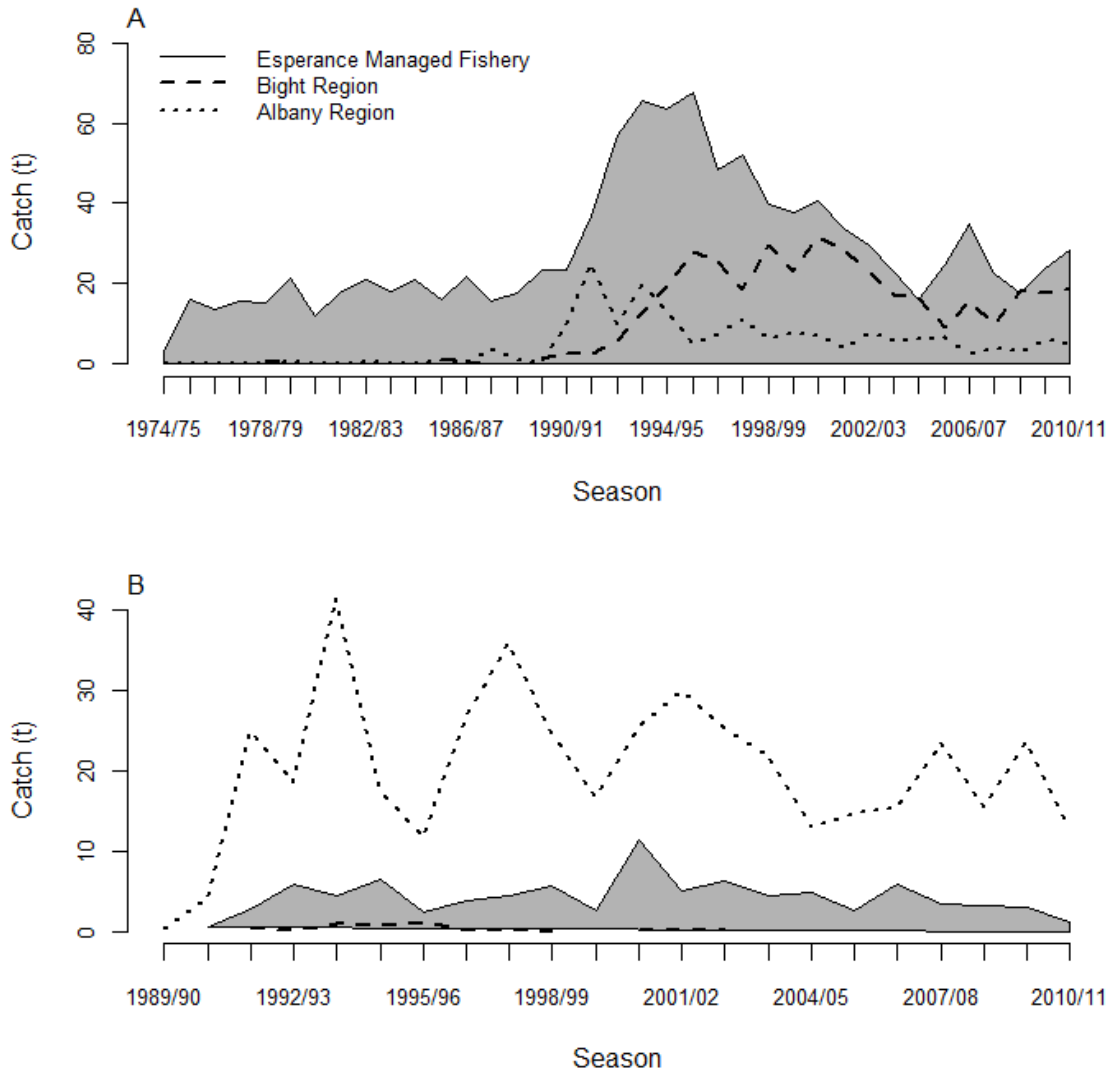 A
80
60
40
20
0
Catch (t)
Esperance Managed Fishery
Bight Region
Albany Region
1974/75 1978/79 1982/83 1986/87 1990/91 1994/95 1998/99 2002/03 2006/07 2010/11
Season
B
40
30
20
10
0
Catch (t)
1989/90 1992/93 1995/96 1998/99 2001/02 2004/05 2007/08 2010/11
Season